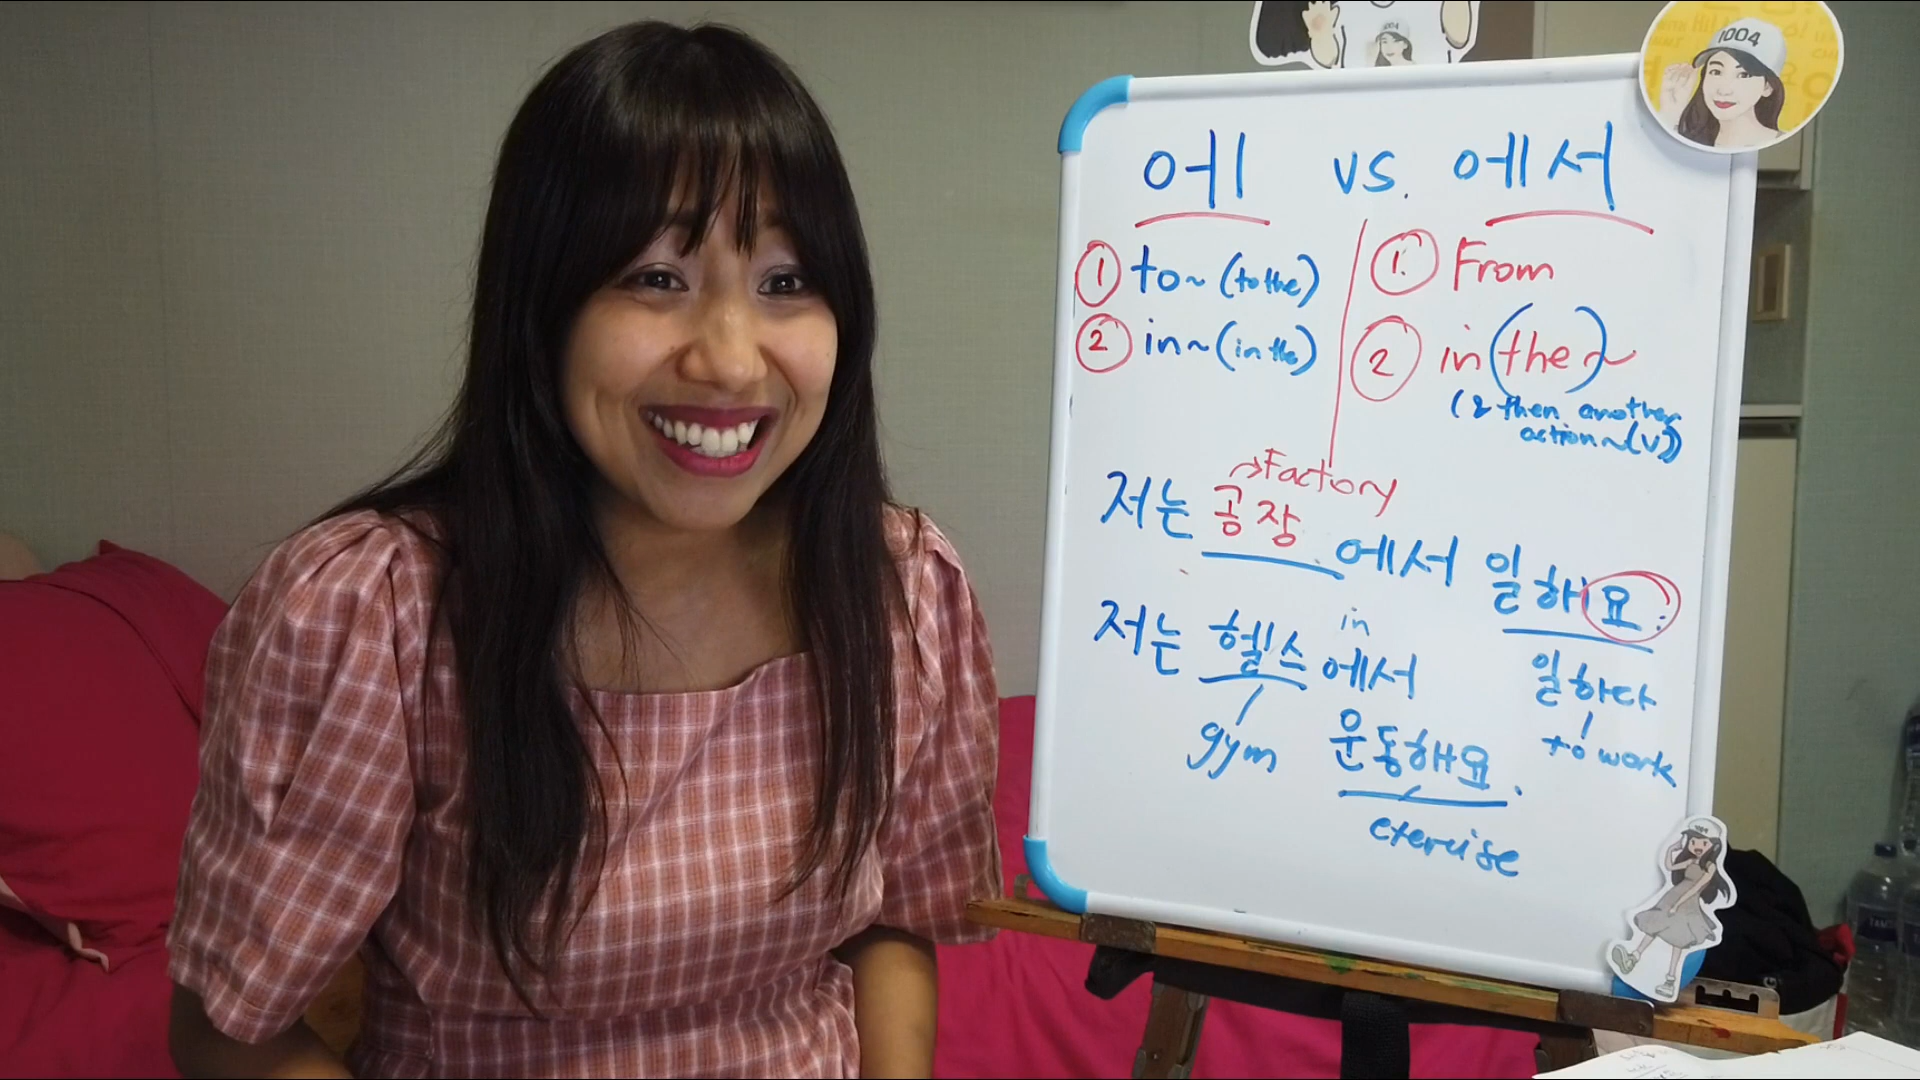 에 vs. 에서
① to~ (to the)
② in~ (in the)
①. From
② in (the)~
(& then another
action~(v))
→Factory
저는 공장 에서 일해요.
일하다
to work
in
저는 헬스 에서
gym
운동해요.
exercise
1004
1004
1004